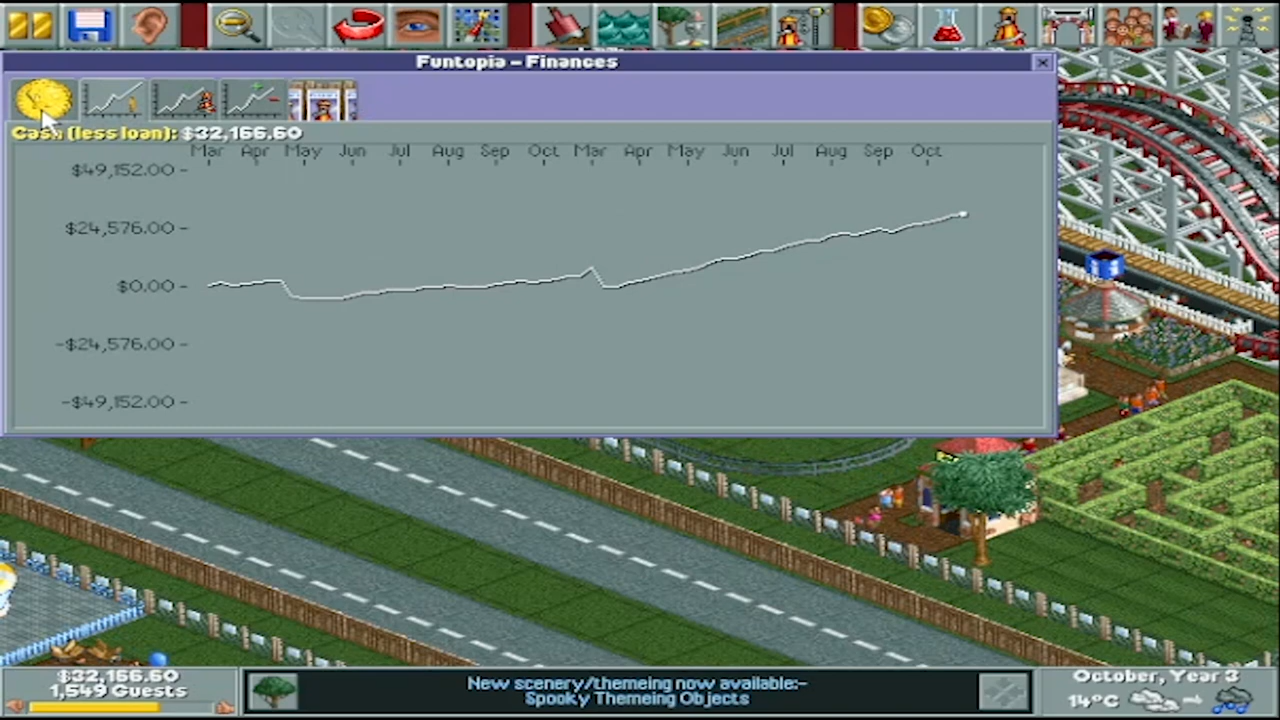 Funtopia - Finances
Cash (less loan): $32,166.60
Mar Apr May Jun Jul Aug Sep Oct Mar Apr May Jun Jul Aug Sep Oct
$49,152.00 -
$24,576.00 -
$0.00 -
-$24,576.00 -
-$49,152.00 -
$32,166.60
1,549 Guests
New scenery/themeing now available:-
Spooky Themeing Objects
October, Year 3
14°C